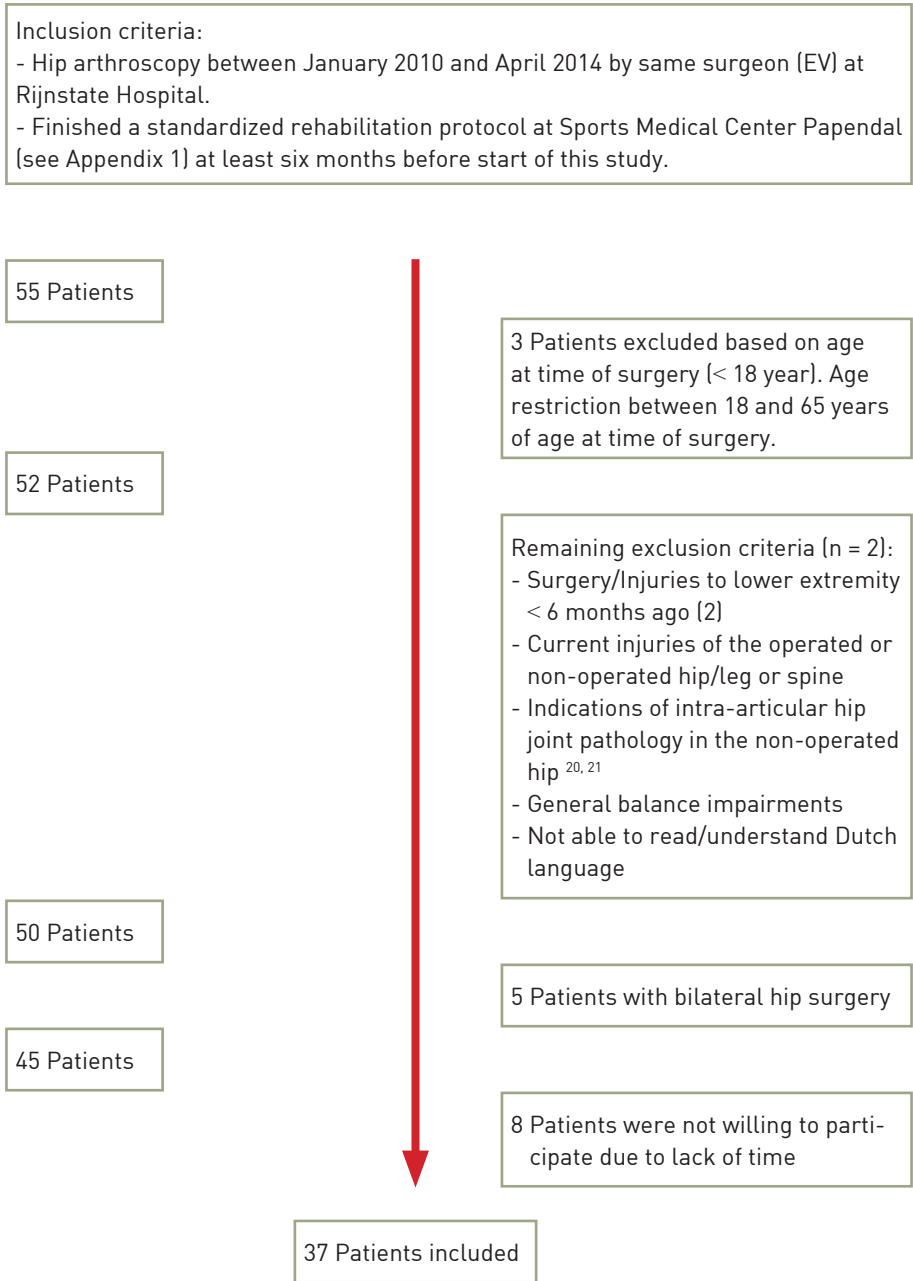 Inclusion criteria:
- Hip arthroscopy between January 2010 and April 2014 by same surgeon (EV) at
Rijnstate Hospital.
- Finished a standardized rehabilitation protocol at Sports Medical Center Papendal
(see Appendix 1) at least six months before start of this study.
55 Patients
3 Patients excluded based on age
at time of surgery (< 18 year). Age
restriction between 18 and 65 years
of age at time of surgery.
52 Patients
Remaining exclusion criteria (n = 2):
- Surgery/Injuries to lower extremity
< 6 months ago (2)
- Current injuries of the operated or
non-operated hip/leg or spine
- Indications of intra-articular hip
joint pathology in the non-operated
hip 20, 21
- General balance impairments
- Not able to read/understand Dutch
language
50 Patients
5 Patients with bilateral hip surgery
45 Patients
8 Patients were not willing to parti-
cipate due to lack of time
37 Patients included